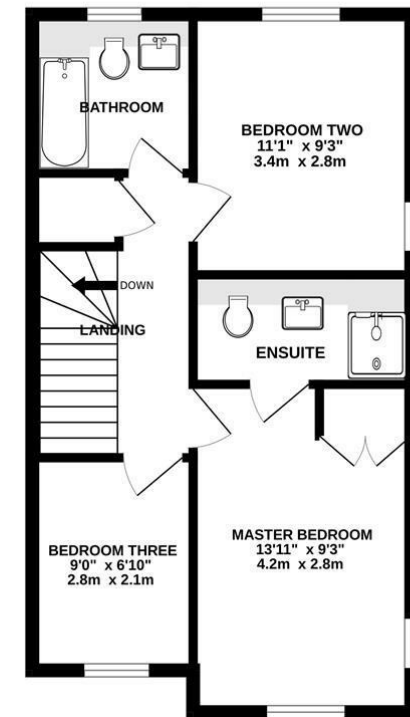 BATHROOM
BEDROOM TWO
11'1" x 9'3"
3.4m x 2.8m
DOWN
LANDING
ENSUITE
BEDROOM THREE
9'0" x 6'10"
2.8m x 2.1m
MASTER BEDROOM
13'11" x 9'3"
4.2m x 2.8m